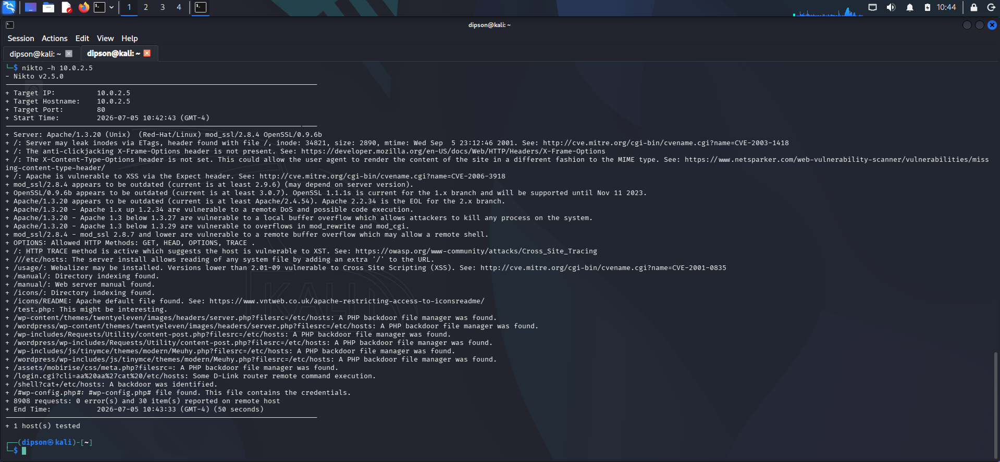 1 2 3 4 10:44
dipson@kali: ~
Session Actions Edit View Help
dipson@kali: ~ dipson@kali: ~
└─$ nikto -h 10.0.2.5
- Nikto v2.5.0
+ Target IP: 10.0.2.5
+ Target Hostname: 10.0.2.5
+ Target Port: 80
+ Start Time: 2026-07-05 10:42:43 (GMT-4)
+ Server: Apache/1.3.20 (Unix) (Red-Hat/Linux) mod_ssl/2.8.4 OpenSSL/0.9.6b
+ /: Server may leak inodes via ETags, header found with file /, inode: 34821, size: 2890, mtime: Wed Sep 5 23:12:46 2001. See: http://cve.mitre.org/cgi-bin/cvename.cgi?name=CVE-2003-1418
+ /: The anti-clickjacking X-Frame-Options header is not present. See: https://developer.mozilla.org/en-US/docs/Web/HTTP/Headers/X-Frame-Options
+ /: The X-Content-Type-Options header is not set. This could allow the user agent to render the content of the site in a different fashion to the MIME type. See: https://www.netsparker.com/web-vulnerability-scanner/vulnerabilities/miss
ing-content-type-header/
+ /: Apache is vulnerable to XSS via the Expect header. See: http://cve.mitre.org/cgi-bin/cvename.cgi?name=CVE-2006-3918
+ mod_ssl/2.8.4 appears to be outdated (current is at least 2.9.6) (may depend on server version).
+ OpenSSL/0.9.6b appears to be outdated (current is at least 3.0.7). OpenSSL 1.1.1s is current for the 1.x branch and will be supported until Nov 11 2023.
+ Apache/1.3.20 appears to be outdated (current is at least Apache/2.4.54). Apache 2.2.34 is the EOL for the 2.x branch.
+ Apache/1.3.20 - Apache 1.x up 1.2.34 are vulnerable to a remote DoS and possible code execution.
+ Apache/1.3.20 - Apache 1.3 below 1.3.27 are vulnerable to a local buffer overflow which allows attackers to kill any process on the system.
+ Apache/1.3.20 - Apache 1.3 below 1.3.29 are vulnerable to overflows in mod_rewrite and mod_cgi.
+ mod_ssl/2.8.4 - mod_ssl 2.8.7 and lower are vulnerable to a remote buffer overflow which may allow a remote shell.
+ OPTIONS: Allowed HTTP Methods: GET, HEAD, OPTIONS, TRACE .
+ /: HTTP TRACE method is active which suggests the host is vulnerable to XST. See: https://owasp.org/www-community/attacks/Cross_Site_Tracing
+ ///etc/hosts: The server install allows reading of any system file by adding an extra '/' to the URL.
+ /usage/: Webalizer may be installed. Versions lower than 2.01-09 vulnerable to Cross Site Scripting (XSS). See: http://cve.mitre.org/cgi-bin/cvename.cgi?name=CVE-2001-0835
+ /manual/: Directory indexing found.
+ /manual/: Web server manual found.
+ /icons/: Directory indexing found.
+ /icons/README: Apache default file found. See: https://www.vntweb.co.uk/apache-restricting-access-to-iconsreadme/
+ /test.php: This might be interesting.
+ /wp-content/themes/twentyeleven/images/headers/server.php?filesrc=/etc/hosts: A PHP backdoor file manager was found.
+ /wordpress/wp-content/themes/twentyeleven/images/headers/server.php?filesrc=/etc/hosts: A PHP backdoor file manager was found.
+ /wp-includes/Requests/Utility/content-post.php?filesrc=/etc/hosts: A PHP backdoor file manager was found.
+ /wordpress/wp-includes/Requests/Utility/content-post.php?filesrc=/etc/hosts: A PHP backdoor file manager was found.
+ /wp-includes/js/tinymce/themes/modern/Meuhy.php?filesrc=/etc/hosts: A PHP backdoor file manager was found.
+ /wordpress/wp-includes/js/tinymce/themes/modern/Meuhy.php?filesrc=/etc/hosts: A PHP backdoor file manager was found.
+ /assets/mobirise/css/meta.php?filesrc=: A PHP backdoor file manager was found.
+ /login.cgi?cli=aa%20aa%27cat%20/etc/hosts: Some D-Link router remote command execution.
+ /shell?cat+/etc/hosts: A backdoor was identified.
+ /#wp-config.php#: #wp-config.php# file found. This file contains the credentials.
+ 8908 requests: 0 error(s) and 30 item(s) reported on remote host
+ End Time: 2026-07-05 10:43:33 (GMT-4) (50 seconds)
+ 1 host(s) tested
┌──(dipson㉿kali)-[~]
└─$
KALI